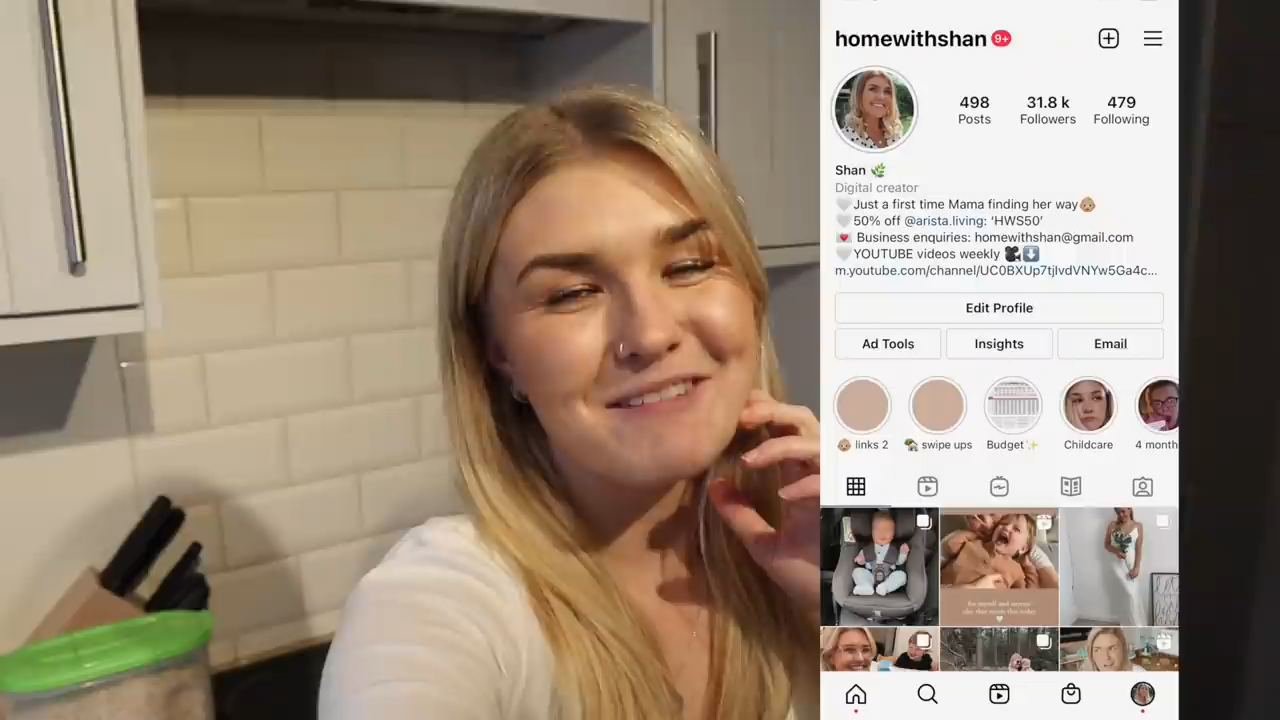 homewithshan 9+
498 31.8 k 479
Posts Followers Following
Shan 🌿
Digital creator
🤍Just a first time Mama finding her way👶🏼
🤍50% off @arista.living: ‘HWS50’
💌 Business enquiries: homewithshan@gmail.com
🤍YOUTUBE videos weekly 🎥⬇️
m.youtube.com/channel/UC0BXUp7tjlvdVNYw5Ga4c...
Edit Profile
Ad Tools Insights Email
👶🏼 links 2 🏡 swipe ups Budget✨ Childcare 4 month